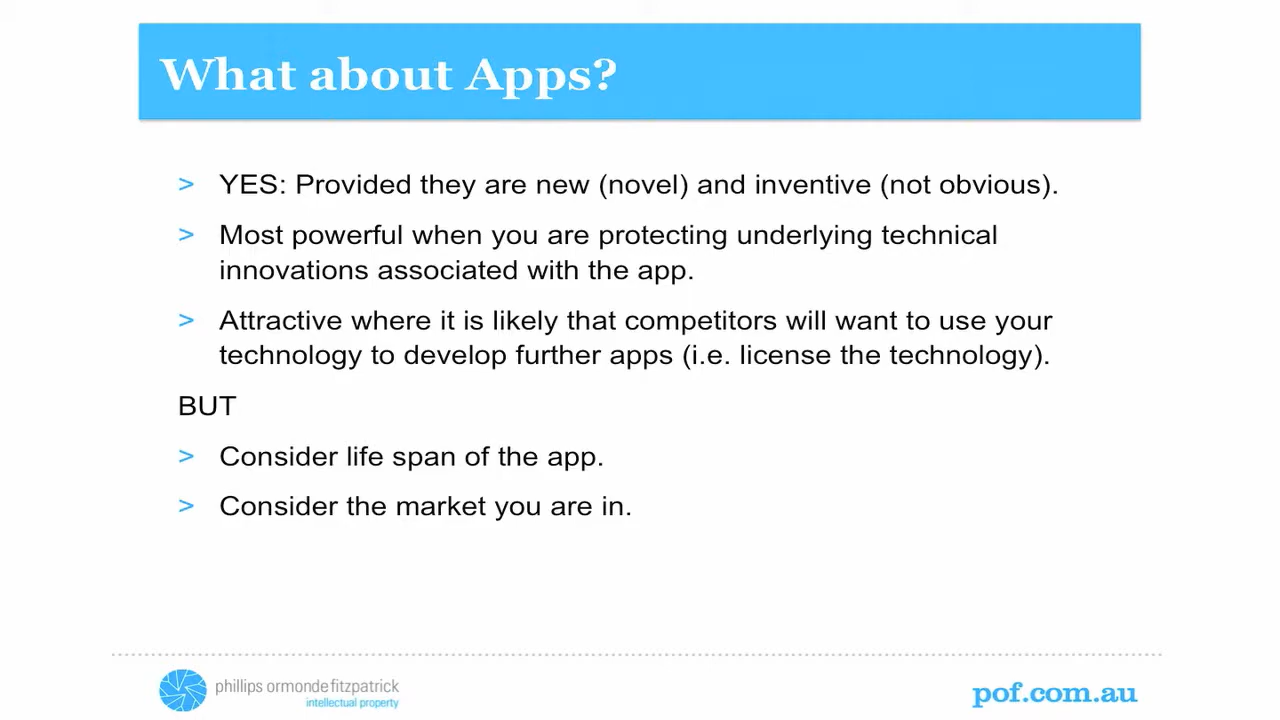 What about Apps?
> YES: Provided they are new (novel) and inventive (not obvious).
> Most powerful when you are protecting underlying technical
innovations associated with the app.
> Attractive where it is likely that competitors will want to use your
technology to develop further apps (i.e. license the technology).
BUT
> Consider life span of the app.
> Consider the market you are in.
phillips ormonde fitzpatrick
intellectual property
pof.com.au